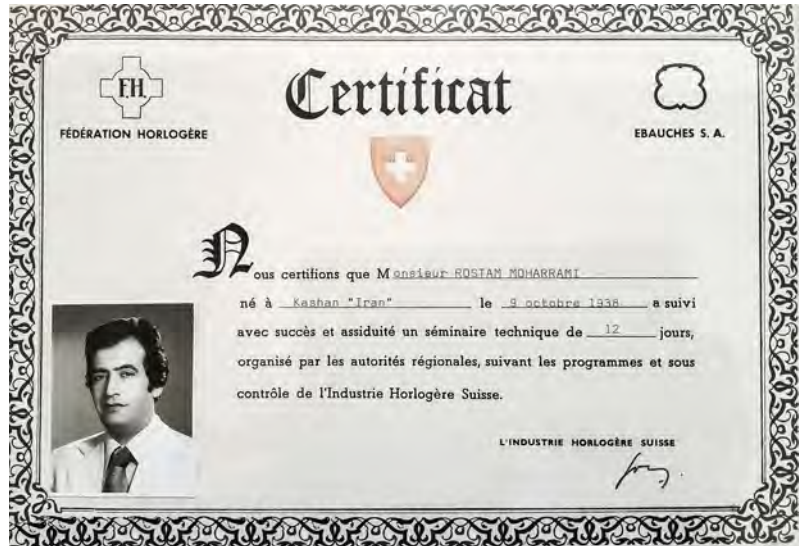 F.H.
FÉDÉRATION HORLOGÈRE
Certificat
EBAUCHES S. A.
Nous certifions que Monsieur ROSTAM MOHARRAMI
né à Kashan "Iran" le 9 octobre 1938 a suivi
avec succès et assiduité un séminaire technique de 12 jours,
organisé par les autorités régionales, suivant les programmes et sous
contrôle de l'Industrie Horlogère Suisse.
L'INDUSTRIE HORLOGÈRE SUISSE